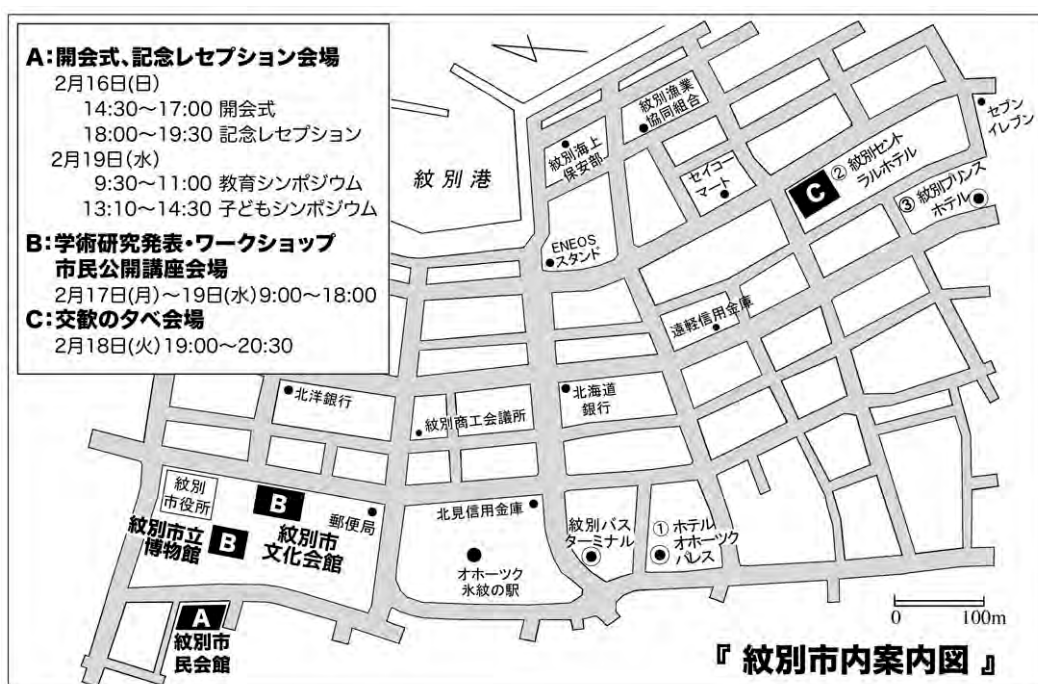 A:開会式、記念レセプション会場
2月16日(日)
14:30〜17:00 開会式
18:00〜19:30 記念レセプション
2月19日(水)
9:30〜11:00 教育シンポジウム
13:10〜14:30 子どもシンポジウム
B:学術研究発表・ワークショップ
市民公開講座会場
2月17日(月)〜19日(水)9:00〜18:00
C:交歓の夕べ会場
2月18日(火)19:00〜20:30
紋別港
紋別漁業
協同組合
紋別海上
保安部
セイコー
マート
C
②紋別セント
ラルホテル
セブン
イレブン
③紋別プリンス
ホテル
ENEOS
スタンド
遠軽信用金庫
北洋銀行
紋別商工会議所
北海道
銀行
紋別
市役所
B
紋別市
文化会館
郵便局
紋別市立
博物館
B
北見信用金庫
オホーツク
氷紋の駅
紋別バス
ターミナル
①ホテル
オホーツク
パレス
A
紋別市
民会館
0 100m
『 紋別市内案内図 』